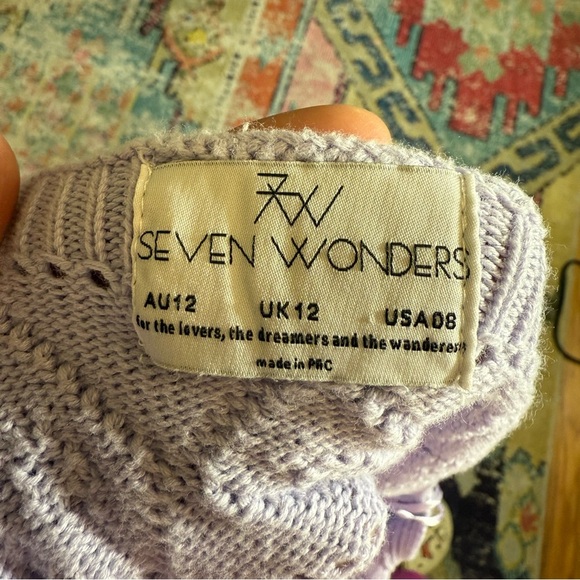 7W
SEVEN WONDERS
AU12 UK12 USA08
for the lovers, the dreamers and the wanderers
made in PRC